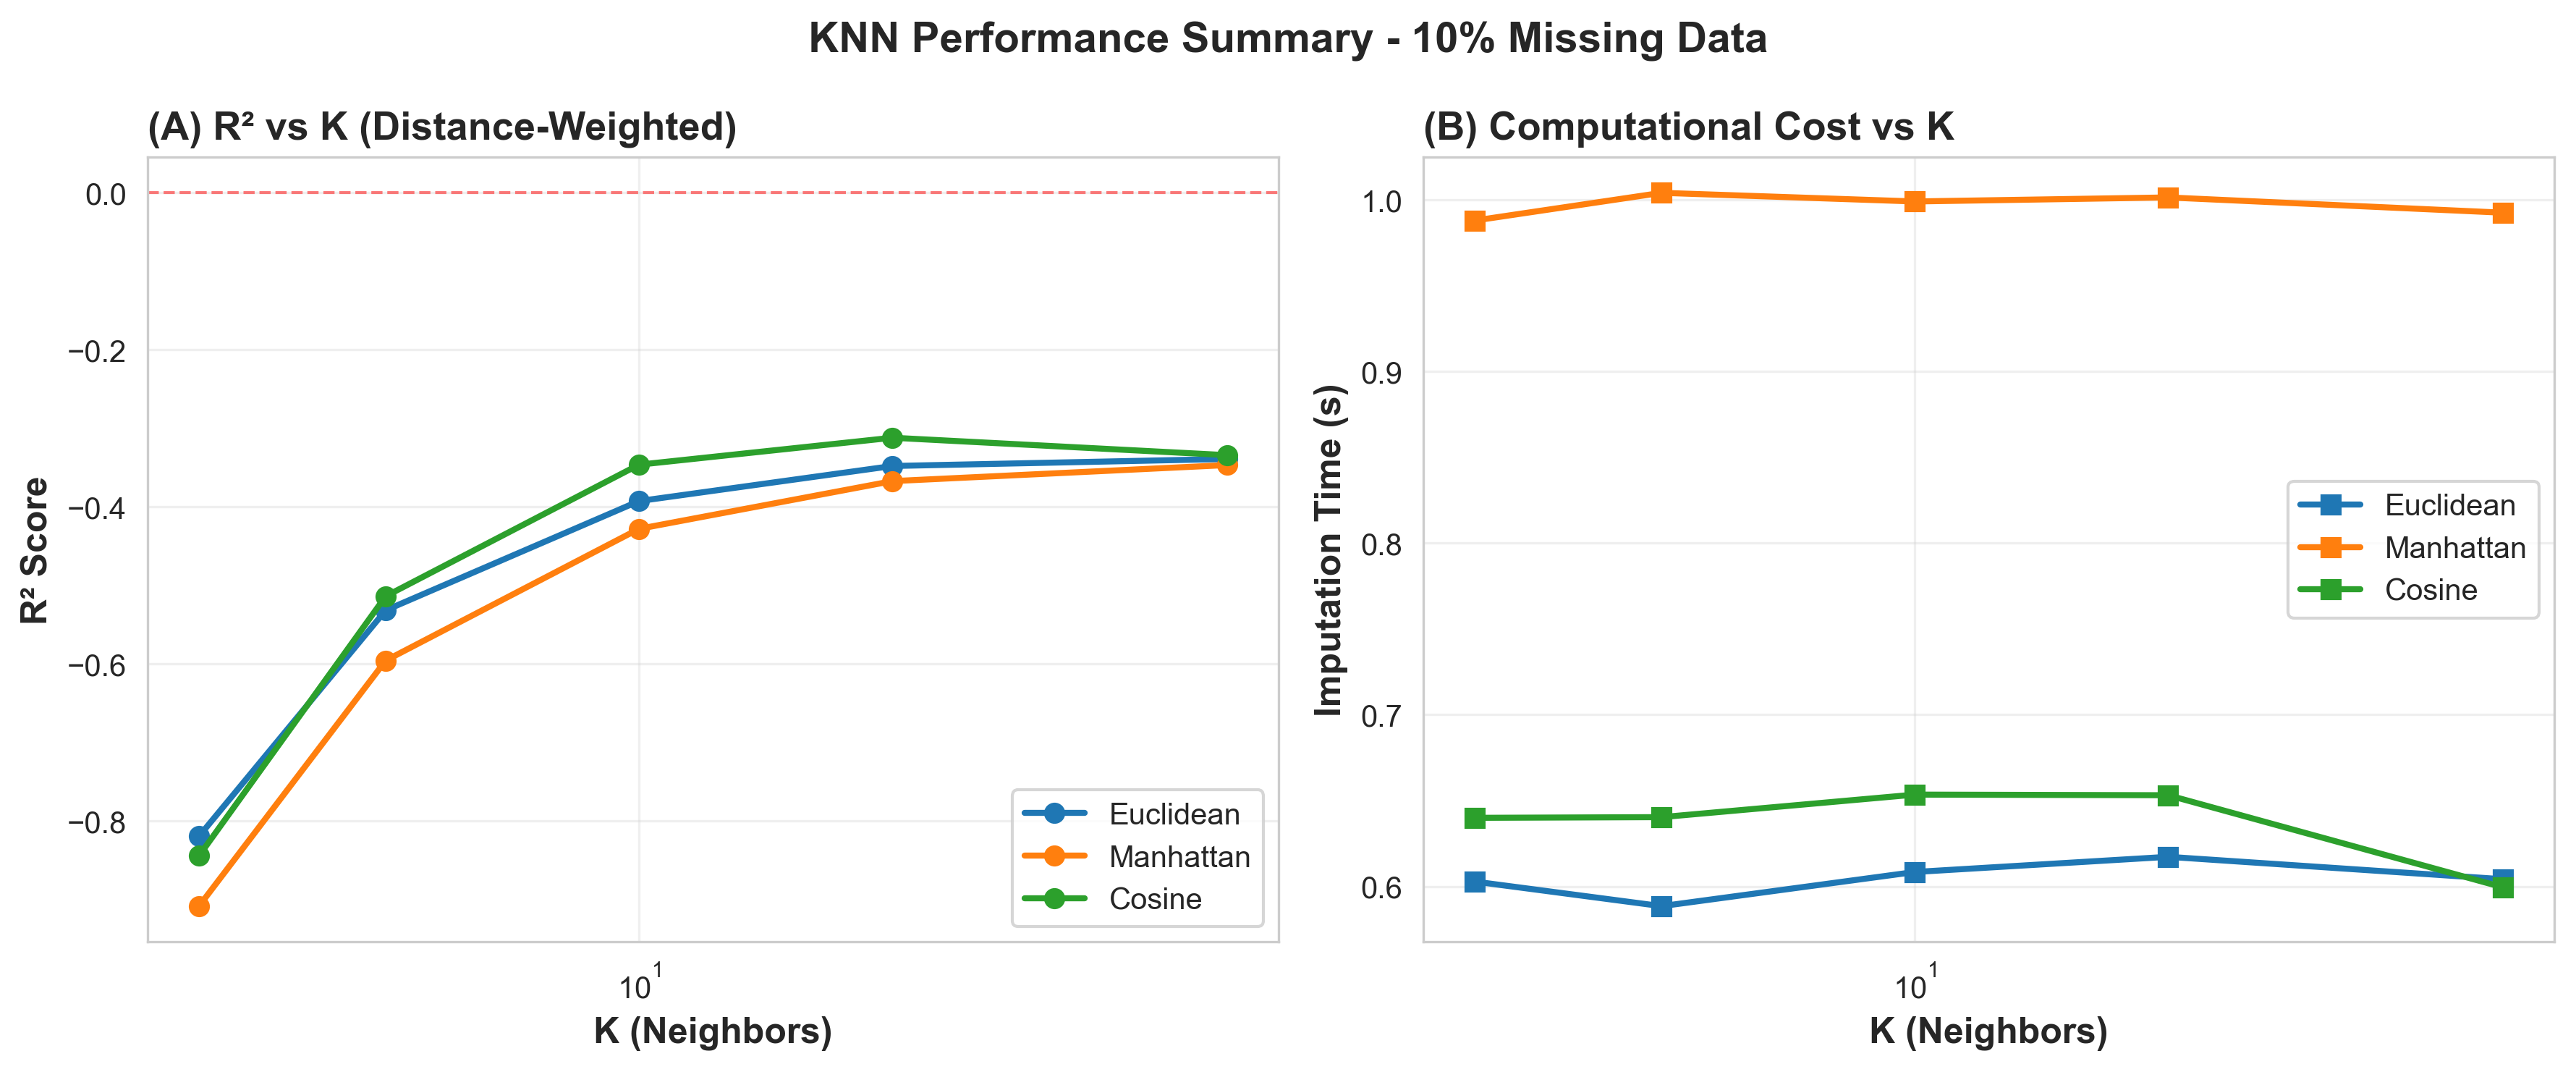 KNN Performance Summary - 10% Missing Data
(A) R² vs K (Distance-Weighted)
0.0
−0.2
−0.4
−0.6
−0.8
R² Score
10¹
K (Neighbors)
Euclidean
Manhattan
Cosine
(B) Computational Cost vs K
1.0
0.9
0.8
0.7
0.6
Imputation Time (s)
10¹
K (Neighbors)
Euclidean
Manhattan
Cosine